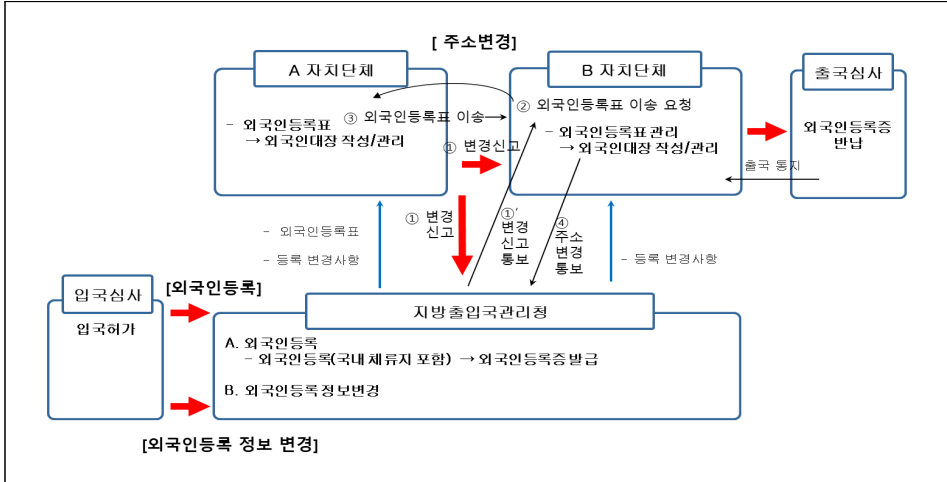 [ 주소변경]
A 자치단체
B 자치단체
출국심사
② 외국인등록표 이송 요청
③ 외국인등록표 이송
- 외국인등록표
→ 외국인대장 작성/관리
① 변경신고
- 외국인등록표 관리
→ 외국인대장 작성/관리
외국인등록증
반납
출국 통지
① 변경
신고
①′
변경
신고
통보
④
주소
변경
통보
- 외국인등록표
- 등록 변경사항
- 등록 변경사항
입국심사
입국허가
[외국인등록]
지방출입국관리청
A. 외국인등록
- 외국인등록(국내 체류지 포함) → 외국인등록증 발급
B. 외국인등록 정보변경
[외국인등록 정보 변경]